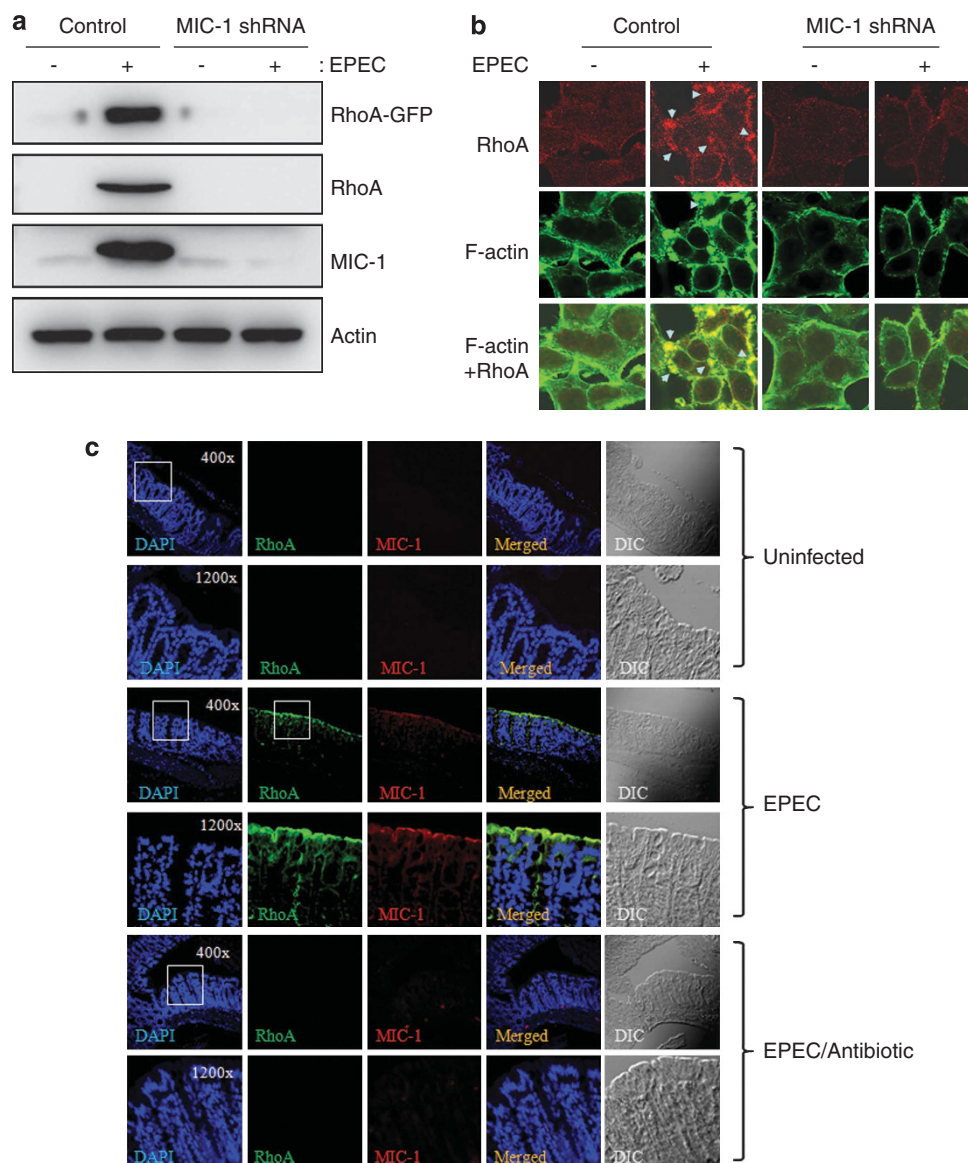 a
Control MIC-1 shRNA
- + - + : EPEC
RhoA-GFP
RhoA
MIC-1
Actin
b
Control MIC-1 shRNA
EPEC - + - +
RhoA
F-actin
F-actin
+RhoA
c
400x
DAPI RhoA MIC-1 Merged DIC
1200x
DAPI RhoA MIC-1 Merged DIC
Uninfected
400x
DAPI RhoA MIC-1 Merged DIC
1200x
DAPI RhoA MIC-1 Merged DIC
EPEC
400x
DAPI RhoA MIC-1 Merged DIC
1200x
DAPI RhoA MIC-1 Merged DIC
EPEC/Antibiotic